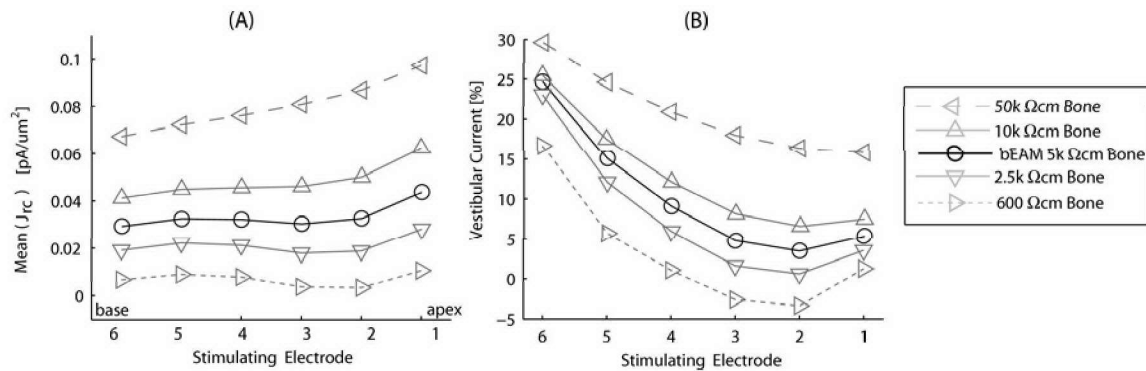 (A)
Mean (Jrc) [pA/um²]
0.1
0.08
0.06
0.04
0.02
0
base
apex
6 5 4 3 2 1
Stimulating Electrode
(B)
Vestibular Current [%]
30
25
20
15
10
5
0
−5
6 5 4 3 2 1
Stimulating Electrode
50k Ωcm Bone
10k Ωcm Bone
bEAM 5k Ωcm Bone
2.5k Ωcm Bone
600 Ωcm Bone